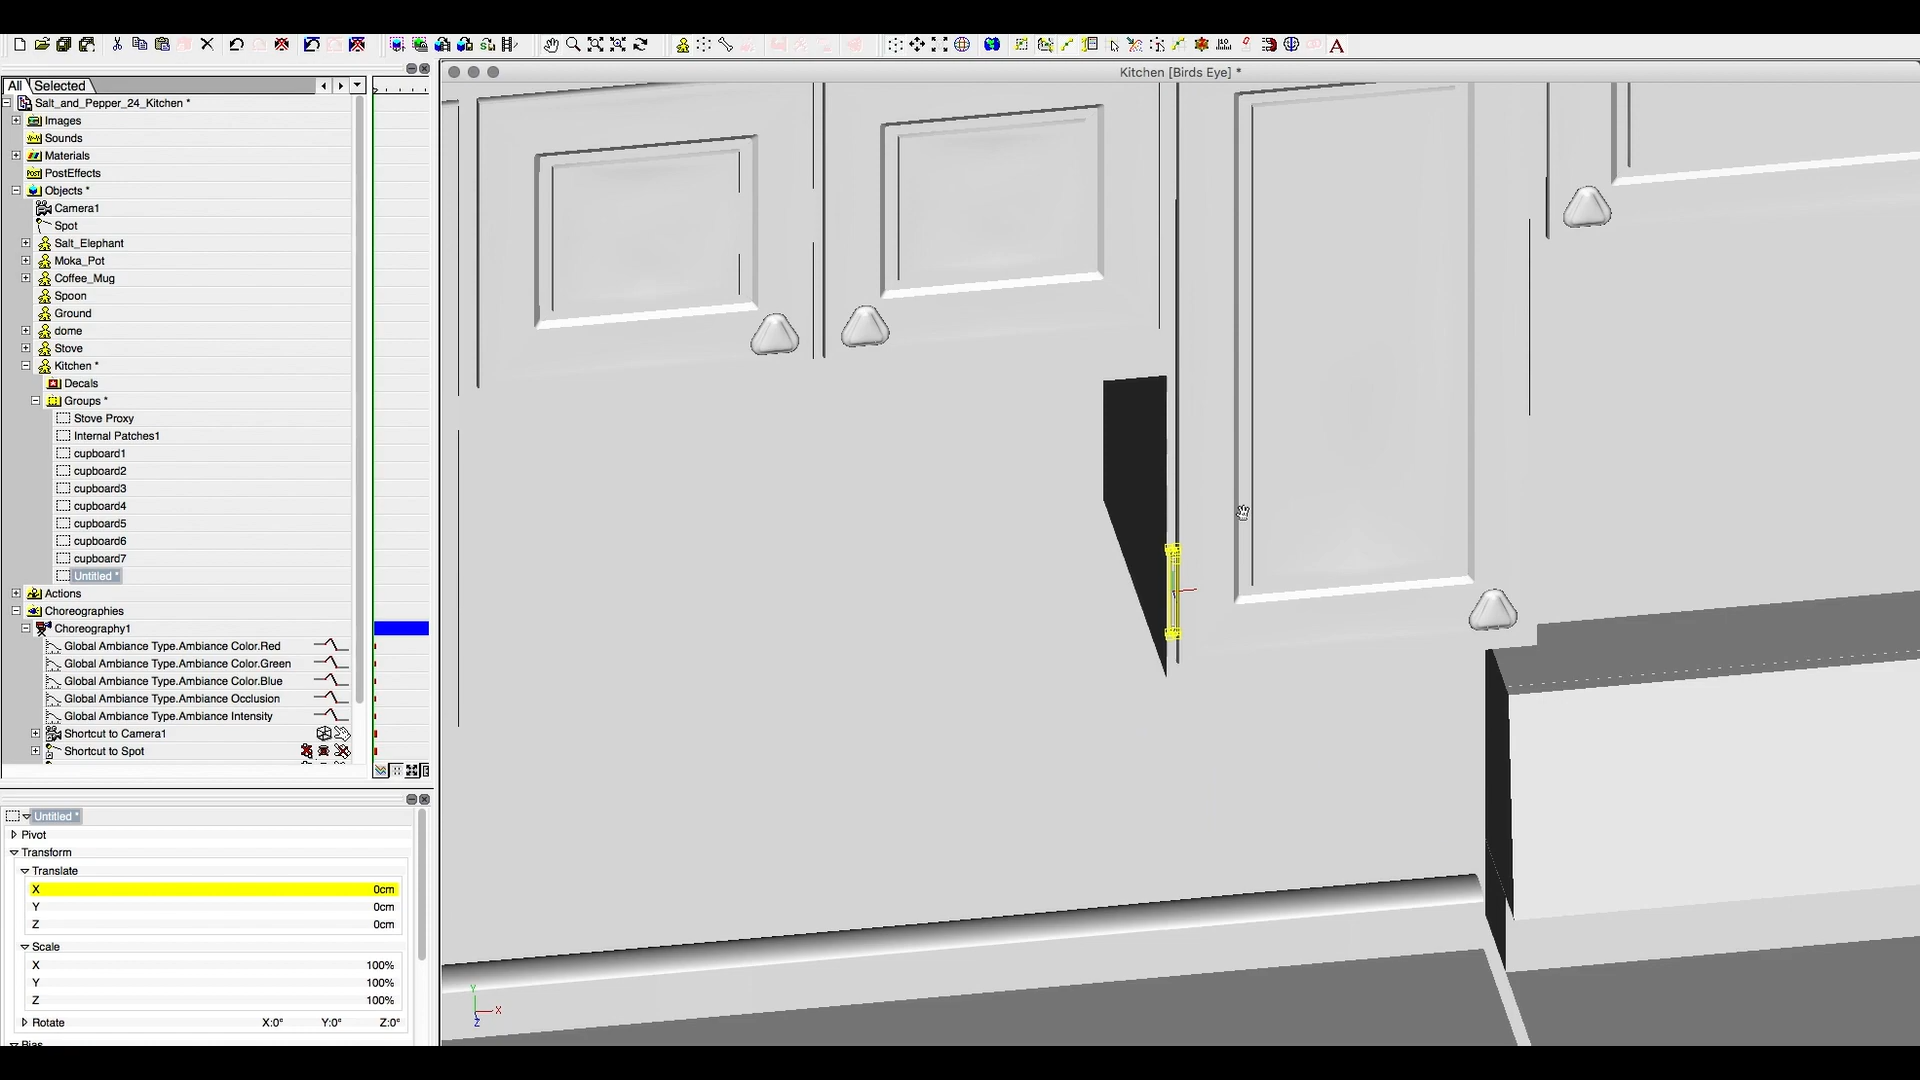 Kitchen [Birds Eye] *
All Selected
Salt_and_Pepper_24_Kitchen *
Images
Sounds
Materials
POST PostEffects
Objects *
Camera1
Spot
Salt_Elephant
Moka_Pot
Coffee_Mug
Spoon
Ground
dome
Stove
Kitchen *
Decals
Groups *
Stove Proxy
Internal Patches1
cupboard1
cupboard2
cupboard3
cupboard4
cupboard5
cupboard6
cupboard7
Untitled *
Actions
Choreographies
Choreography1
Global Ambiance Type.Ambiance Color.Red
Global Ambiance Type.Ambiance Color.Green
Global Ambiance Type.Ambiance Color.Blue
Global Ambiance Type.Ambiance Occlusion
Global Ambiance Type.Ambiance Intensity
Shortcut to Camera1
Shortcut to Spot
Untitled *
Pivot
Transform
Translate
X 0cm
Y 0cm
Z 0cm
Scale
X 100%
Y 100%
Z 100%
Rotate X:0° Y:0° Z:0°
Bias
Y
X
Z